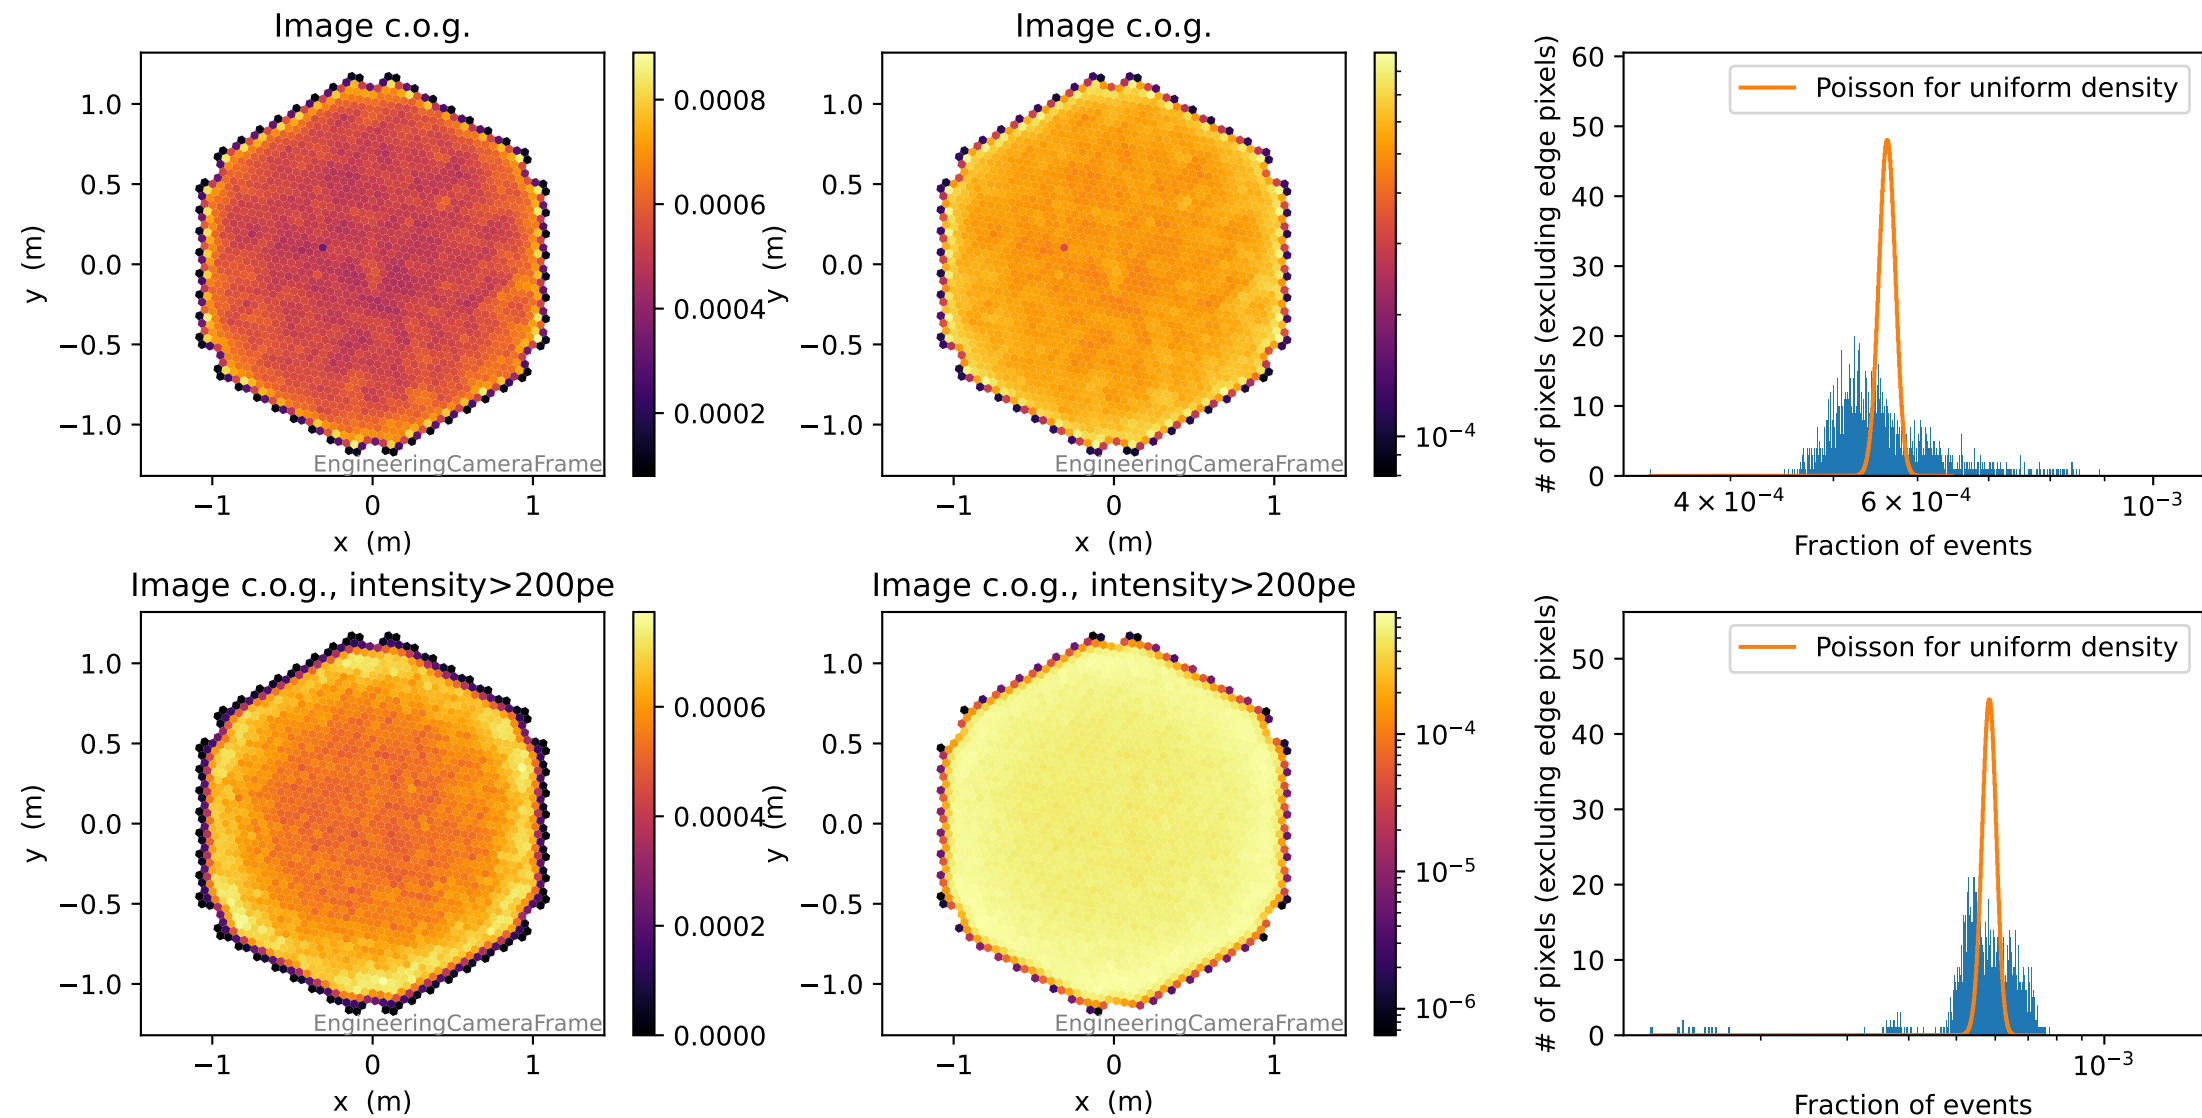 Image c.o.g.
1.0
0.5
0.0
−0.5
−1.0
y (m)
−1
0
1
x (m)
EngineeringCameraFrame
0.0008
0.0006
0.0004
0.0002
Image c.o.g.
1.0
0.5
0.0
−0.5
−1.0
y (m)
−1
0
1
x (m)
EngineeringCameraFrame
10⁻⁴
# of pixels (excluding edge pixels)
60
50
40
30
20
10
0
Poisson for uniform density
4 × 10⁻⁴
6 × 10⁻⁴
10⁻³
Fraction of events
Image c.o.g., intensity>200pe
1.0
0.5
0.0
−0.5
−1.0
y (m)
−1
0
1
x (m)
EngineeringCameraFrame
0.0006
0.0004
0.0002
0.0000
Image c.o.g., intensity>200pe
1.0
0.5
0.0
−0.5
−1.0
y (m)
−1
0
1
x (m)
EngineeringCameraFrame
10⁻⁴
10⁻⁵
10⁻⁶
# of pixels (excluding edge pixels)
50
40
30
20
10
0
Poisson for uniform density
10⁻³
Fraction of events